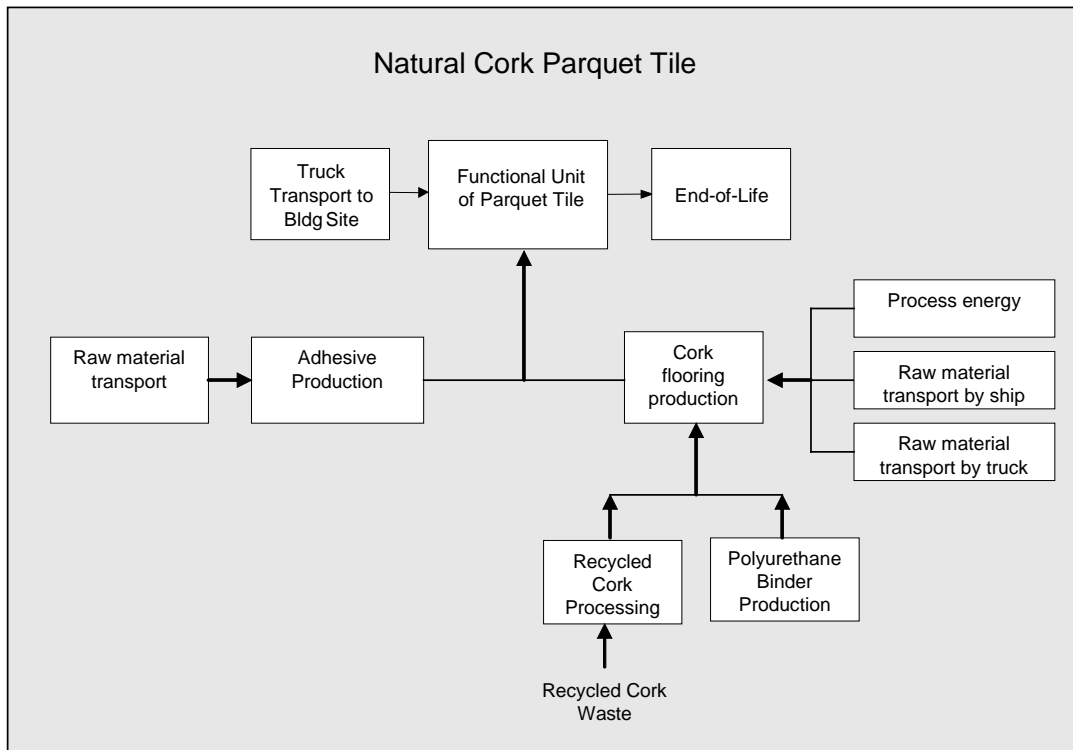 Natural Cork Parquet Tile
Truck
Transport to
Bldg Site
Functional Unit
of Parquet Tile
End-of-Life
Process energy
Raw material
transport
Adhesive
Production
Cork
flooring
production
Raw material
transport by ship
Raw material
transport by truck
Recycled
Cork
Processing
Polyurethane
Binder
Production
Recycled Cork
Waste